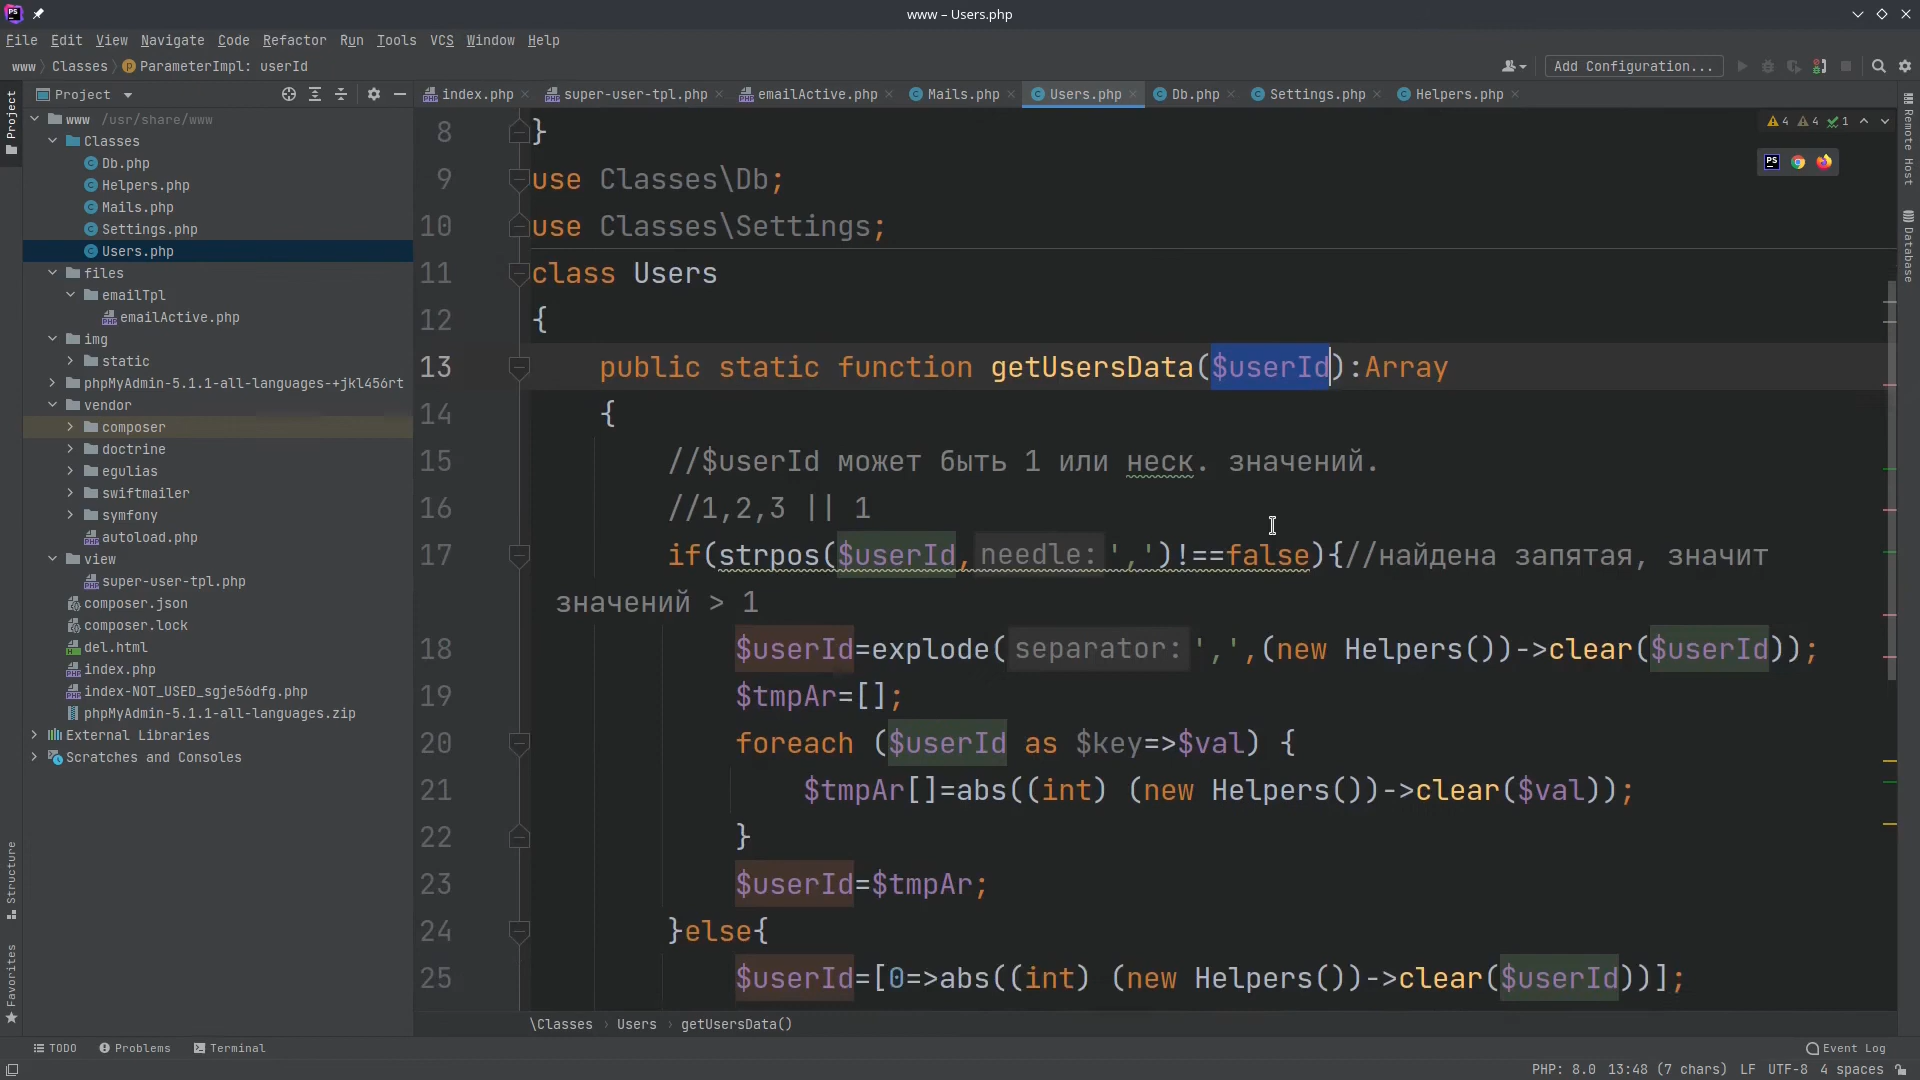 www – Users.php
File Edit View Navigate Code Refactor Run Tools VCS Window Help
www Classes ParameterImpl: userId
Add Configuration...
Project
index.php super-user-tpl.php emailActive.php Mails.php Users.php Db.php Settings.php Helpers.php
www /usr/share/www
Classes
Db.php
Helpers.php
Mails.php
Settings.php
Users.php
files
emailTpl
emailActive.php
img
static
phpMyAdmin-5.1.1-all-languages-+jkl456rt
vendor
composer
doctrine
egulias
swiftmailer
symfony
autoload.php
view
super-user-tpl.php
composer.json
composer.lock
del.html
index.php
index-NOT_USED_sgje56dfg.php
phpMyAdmin-5.1.1-all-languages.zip
External Libraries
Scratches and Consoles
Project
Structure
Favorites
4 4 1
8 }
9 use Classes\Db;
10 use Classes\Settings;
11 class Users
12 {
13 public static function getUsersData($userId):Array
14 {
15 //$userId может быть 1 или неск. значений.
16 //1,2,3 || 1
17 if(strpos($userId, needle: ',')!==false){//найдена запятая, значит
значений > 1
18 $userId=explode( separator: ',',(new Helpers())->clear($userId));
19 $tmpAr=[];
20 foreach ($userId as $key=>$val) {
21 $tmpAr[]=abs((int) (new Helpers())->clear($val));
22 }
23 $userId=$tmpAr;
24 }else{
25 $userId=[0=>abs((int) (new Helpers())->clear($userId))];
Remote Host
Database
\Classes Users getUsersData()
TODO Problems Terminal
Event Log
PHP: 8.0 13:48 (7 chars) LF UTF-8 4 spaces